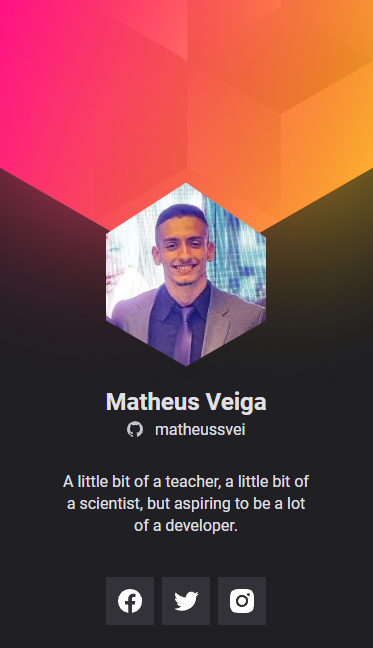 Matheus Veiga
matheussvei
A little bit of a teacher, a little bit of
a scientist, but aspiring to be a lot
of a developer.